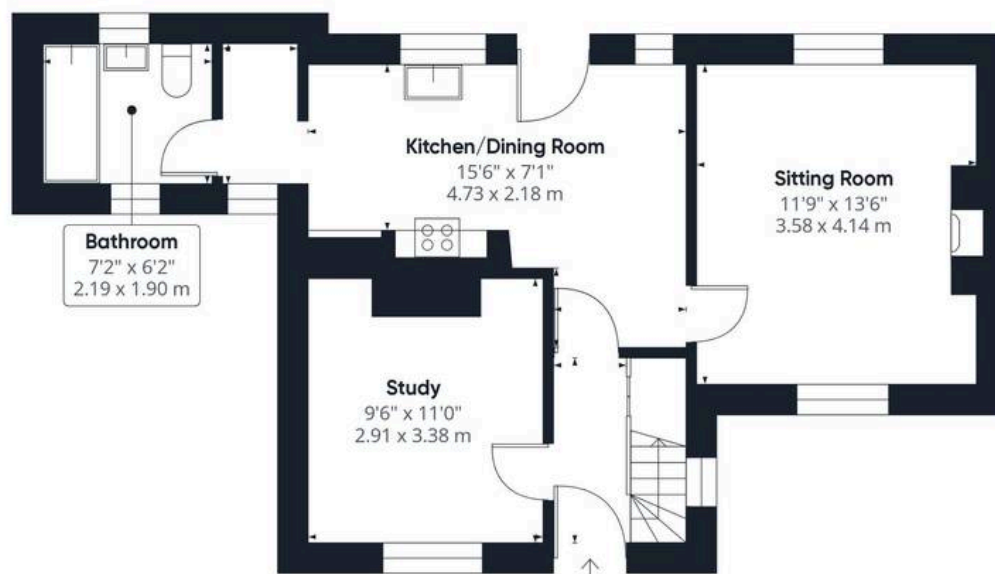 Kitchen/Dining Room
15'6" x 7'1"
4.73 x 2.18 m
Sitting Room
11'9" x 13'6"
3.58 x 4.14 m
Bathroom
7'2" x 6'2"
2.19 x 1.90 m
Study
9'6" x 11'0"
2.91 x 3.38 m